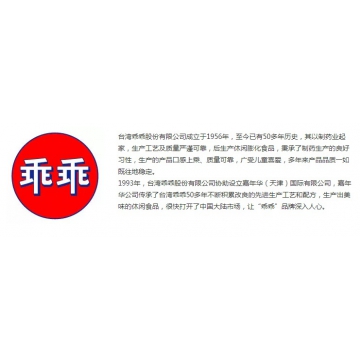 乖乖
台湾乖乖股份有限公司成立于1956年，至今已有50多年历史，其以制药业起
家，生产工艺及质量严谨可靠，后生产休闲膨化食品，秉承了制药生产的良好
习性，生产的产品口感上乘、质量可靠，广受儿童喜爱，多年来产品品质一如
既往地稳定。
1993年，台湾乖乖股份有限公司协助设立嘉年华（天津）国际有限公司，嘉年
华公司传承了台湾乖乖50多年不断积累改良的先进生产工艺和配方，生产出美
味的休闲食品，很快打开了中国大陆市场，让“乖乖”品牌深入人心。